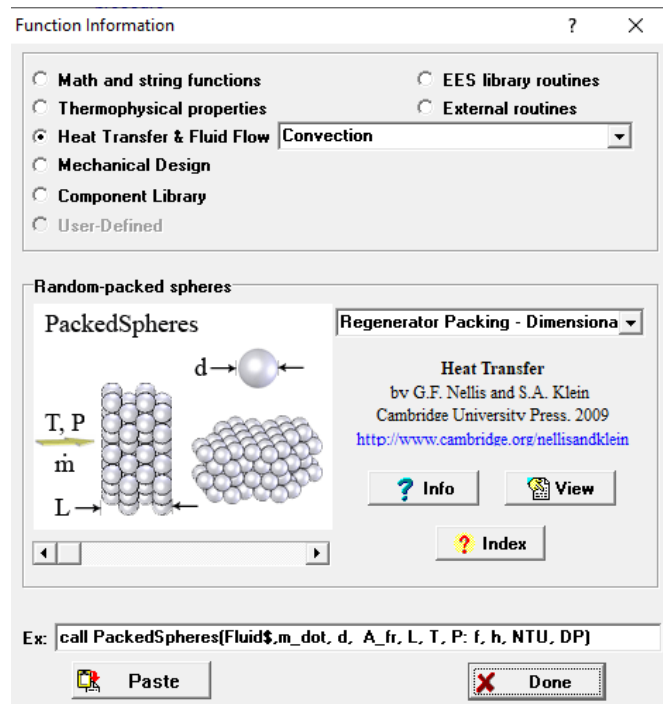 Function Information ? ×
Math and string functions
EES library routines
Thermophysical properties
External routines
Heat Transfer & Fluid Flow
Convection
Mechanical Design
Component Library
User-Defined
Random-packed spheres
PackedSpheres
d
T, P
ṁ
L
Regenerator Packing - Dimensiona
Heat Transfer
by G.F. Nellis and S.A. Klein
Cambridge University Press. 2009
http://www.cambridge.org/nellisandklein
? Info
View
? Index
Ex: call PackedSpheres(Fluid$,m_dot, d, A_fr, L, T, P: f, h, NTU, DP)
Paste
Done